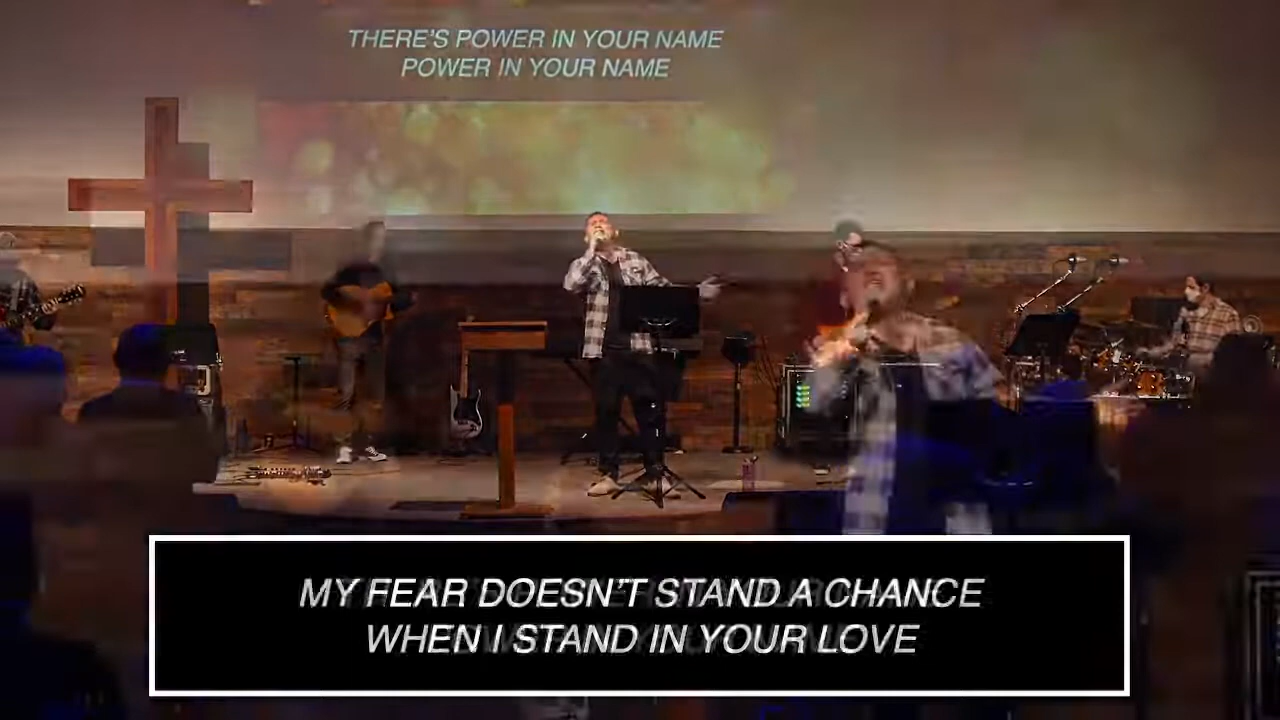 THERE'S POWER IN YOUR NAME
POWER IN YOUR NAME
MY FEAR DOESN'T STAND A CHANCE
WHEN I STAND IN YOUR LOVE